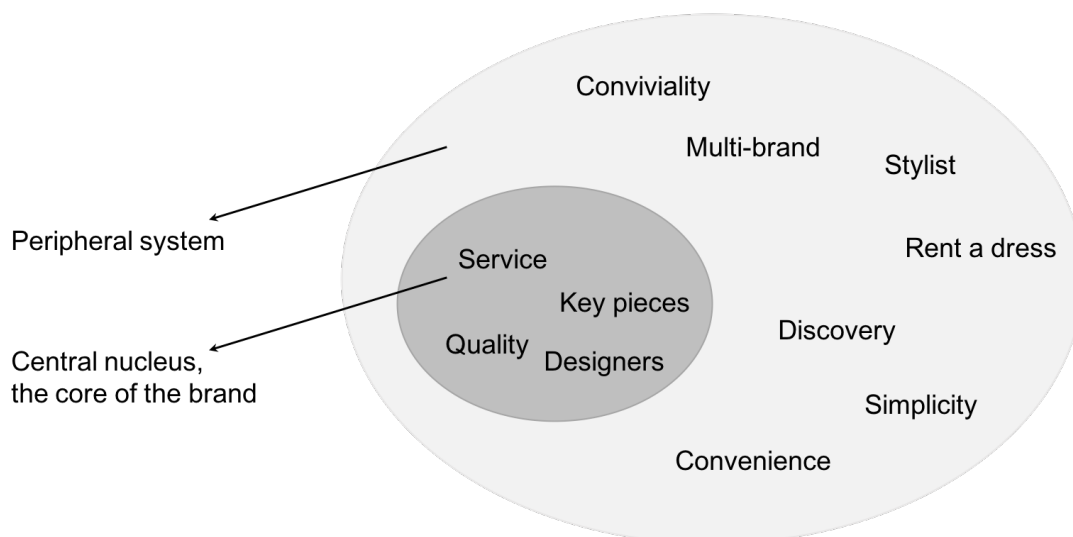 Conviviality
Multi-brand
Stylist
Peripheral system
Rent a dress
Service
Key pieces
Discovery
Quality
Designers
Central nucleus,
the core of the brand
Simplicity
Convenience